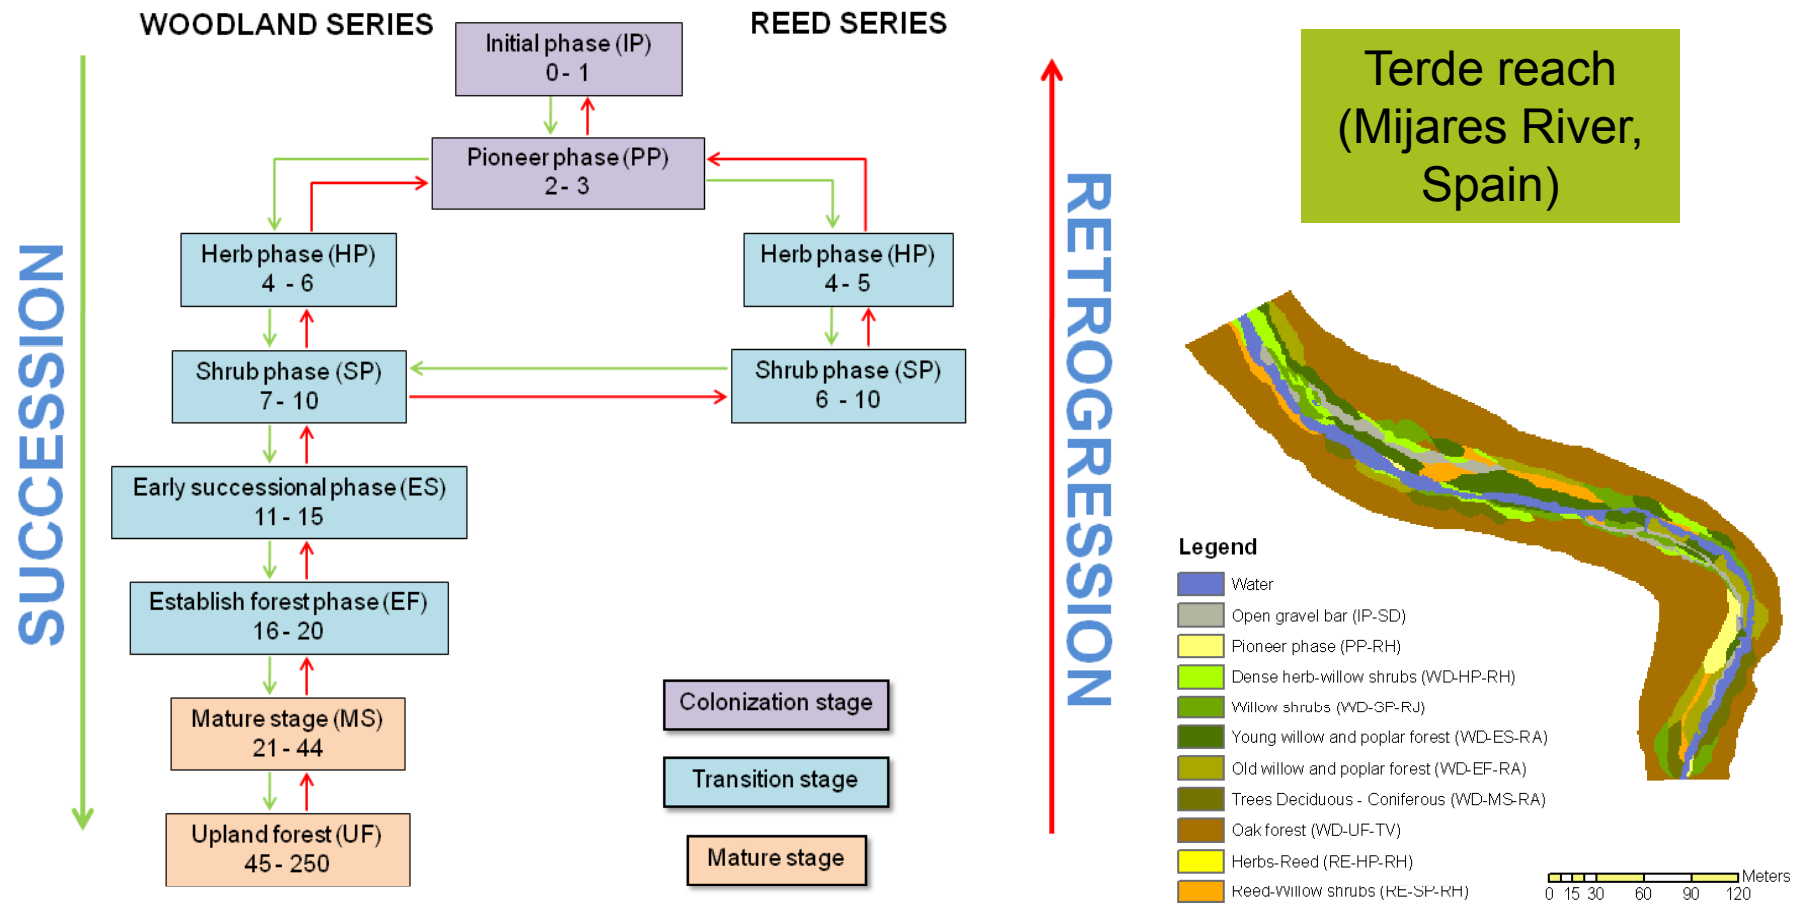 WOODLAND SERIES
REED SERIES
Initial phase (IP)
0 - 1
Pioneer phase (PP)
2 - 3
Herb phase (HP)
4 - 6
Herb phase (HP)
4 - 5
Shrub phase (SP)
7 - 10
Shrub phase (SP)
6 - 10
Early successional phase (ES)
11 - 15
Establish forest phase (EF)
16 - 20
Mature stage (MS)
21 - 44
Upland forest (UF)
45 - 250
SUCCESSION
RETROGRESSION
Colonization stage
Transition stage
Mature stage
Terde reach
(Mijares River,
Spain)
Legend
Water
Open gravel bar (IP-SD)
Pioneer phase (PP-RH)
Dense herb-willow shrubs (WD-HP-RH)
Willow shrubs (WD-SP-RJ)
Young willow and poplar forest (WD-ES-RA)
Old willow and poplar forest (WD-EF-RA)
Trees Deciduous - Coniferous (WD-MS-RA)
Oak forest (WD-UF-TV)
Herbs-Reed (RE-HP-RH)
Reed-Willow shrubs (RE-SP-RH)
Meters
0 15 30 60 90 120